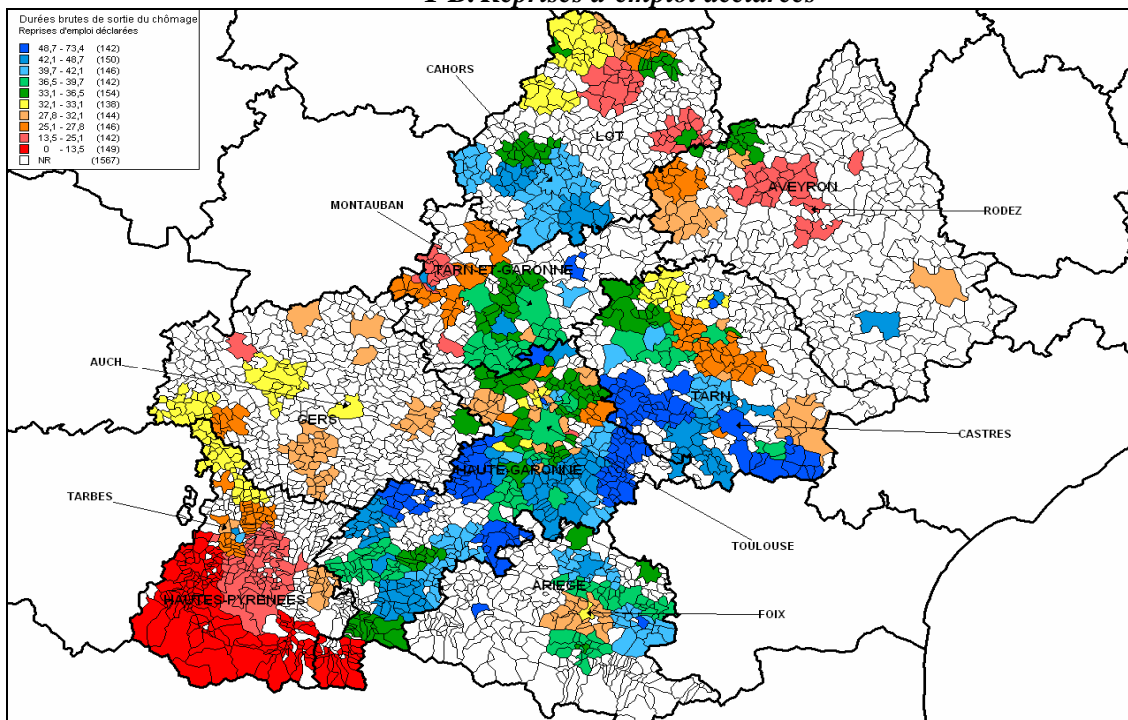 1-B. Reprises d'emploi déclarées
Durées brutes de sortie du chômage
Reprises d'emploi déclarées
48,7 - 73,4 (142)
42,1 - 48,7 (150)
39,7 - 42,1 (146)
36,5 - 39,7 (142)
33,1 - 36,5 (154)
32,1 - 33,1 (138)
27,8 - 32,1 (144)
25,1 - 27,8 (146)
13,5 - 25,1 (142)
0 - 13,5 (149)
NR (1567)
CAHORS
LOT
AVEYRON
RODEZ
MONTAUBAN
TARN-ET-GARONNE
AUCH
GERS
TARN
CASTRES
HAUTE-GARONNE
TARBES
TOULOUSE
ARIEGE
HAUTES-PYRENEES
FOIX